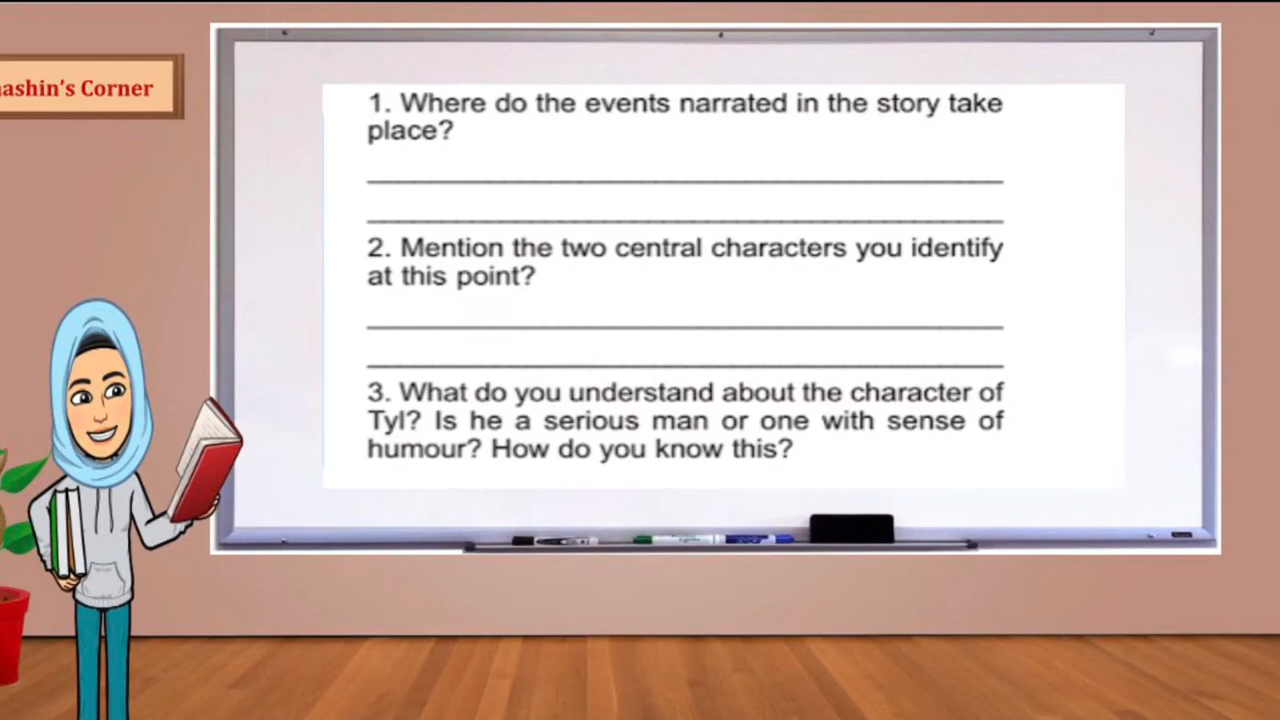 ashin's Corner
1. Where do the events narrated in the story take
place?
2. Mention the two central characters you identify
at this point?
3. What do you understand about the character of
Tyl? Is he a serious man or one with sense of
humour? How do you know this?